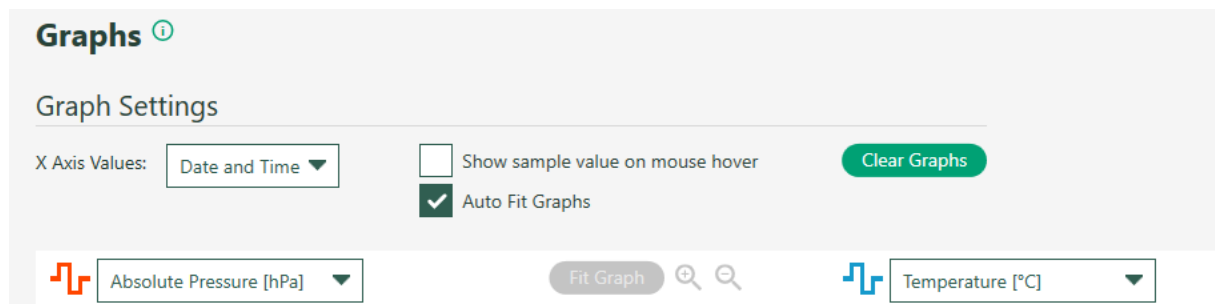 Graphs
Graph Settings
X Axis Values: Date and Time Show sample value on mouse hover Clear Graphs
Auto Fit Graphs
Absolute Pressure [hPa] Fit Graph Temperature [°C]